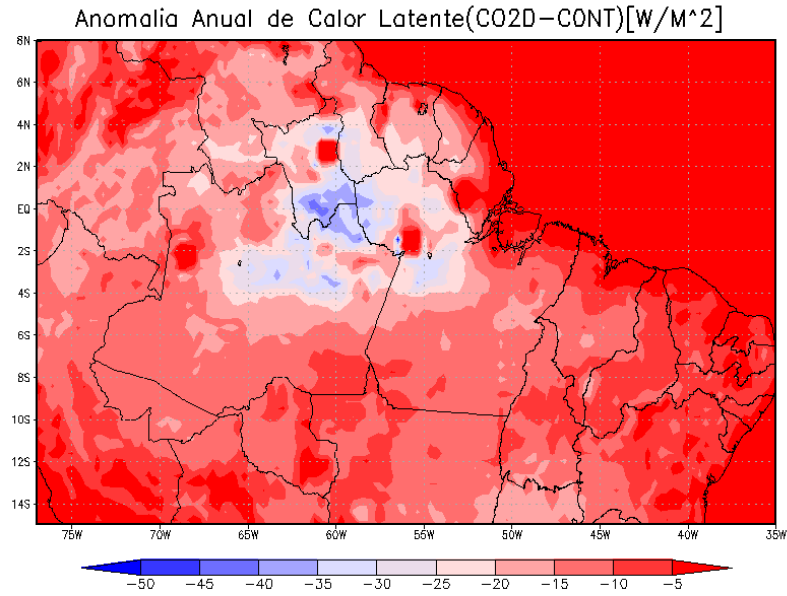 Anomalia Anual de Calor Latente(CO2D-CONT)[W/M^2]
8N
6N
4N
2N
EQ
2S
4S
6S
8S
10S
12S
14S
75W 70W 65W 60W 55W 50W 45W 40W 35W
-50 -45 -40 -35 -30 -25 -20 -15 -10 -5